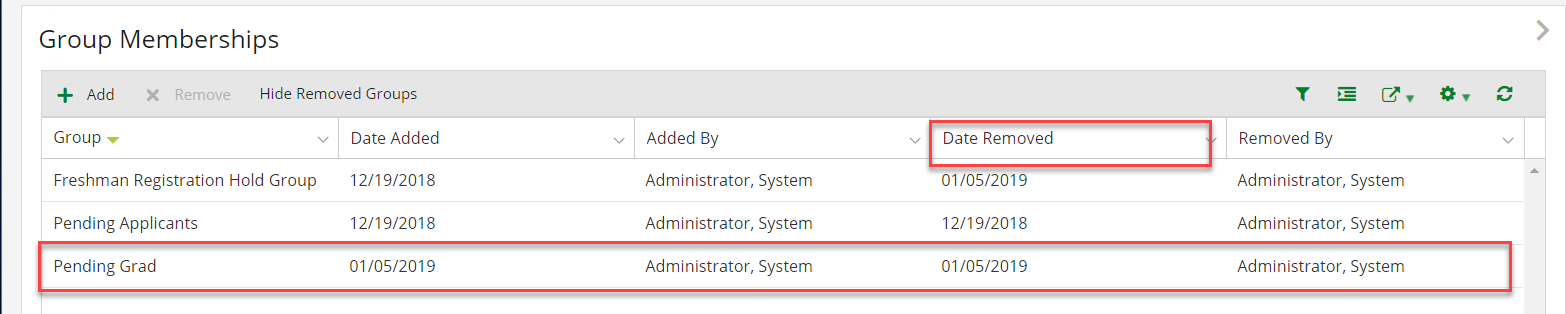 Group Memberships
Add Remove Hide Removed Groups
Group Date Added Added By Date Removed Removed By
Freshman Registration Hold Group 12/19/2018 Administrator, System 01/05/2019 Administrator, System
Pending Applicants 12/19/2018 Administrator, System 12/19/2018 Administrator, System
Pending Grad 01/05/2019 Administrator, System 01/05/2019 Administrator, System